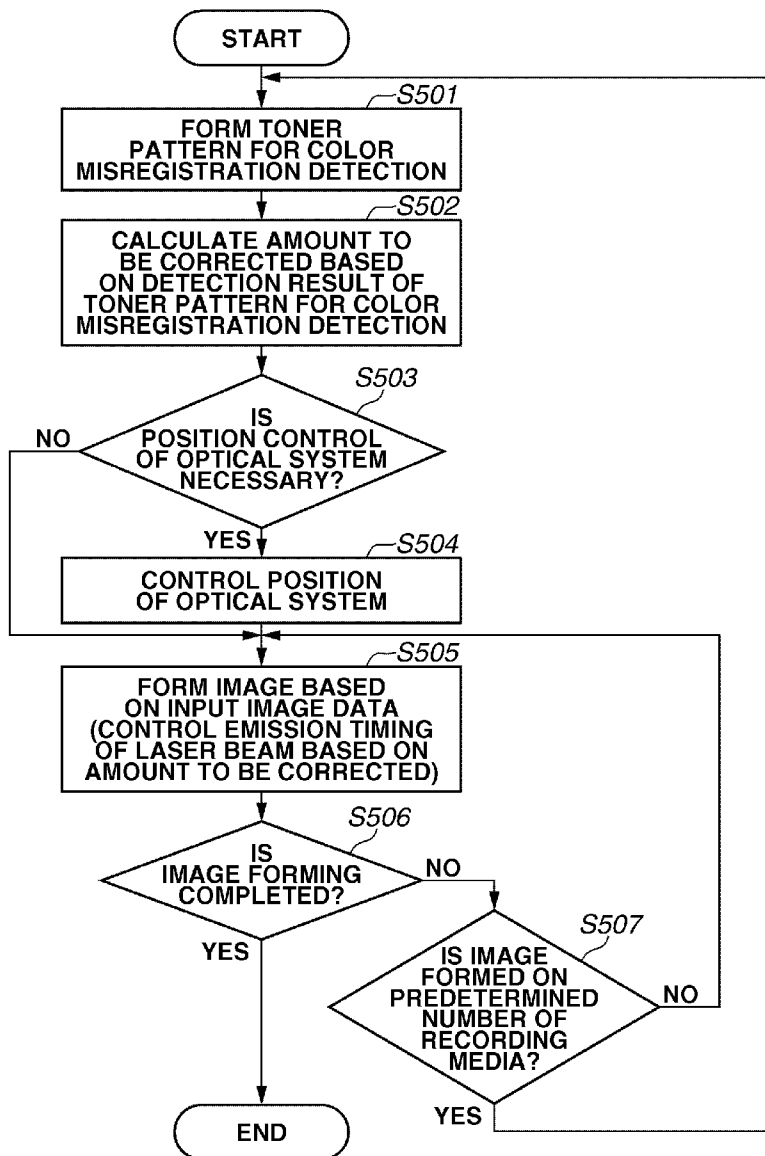 START
S501
FORM TONER
PATTERN FOR COLOR
MISREGISTRATION DETECTION
S502
CALCULATE AMOUNT TO
BE CORRECTED BASED
ON DETECTION RESULT OF
TONER PATTERN FOR COLOR
MISREGISTRATION DETECTION
S503
IS
POSITION CONTROL
OF OPTICAL SYSTEM
NECESSARY?
NO
YES
S504
CONTROL POSITION
OF OPTICAL SYSTEM
S505
FORM IMAGE BASED
ON INPUT IMAGE DATA
(CONTROL EMISSION TIMING
OF LASER BEAM BASED ON
AMOUNT TO BE CORRECTED)
S506
IS
IMAGE FORMING
COMPLETED?
NO
YES
S507
IS IMAGE
FORMED ON
PREDETERMINED
NUMBER OF
RECORDING
MEDIA?
NO
YES
END